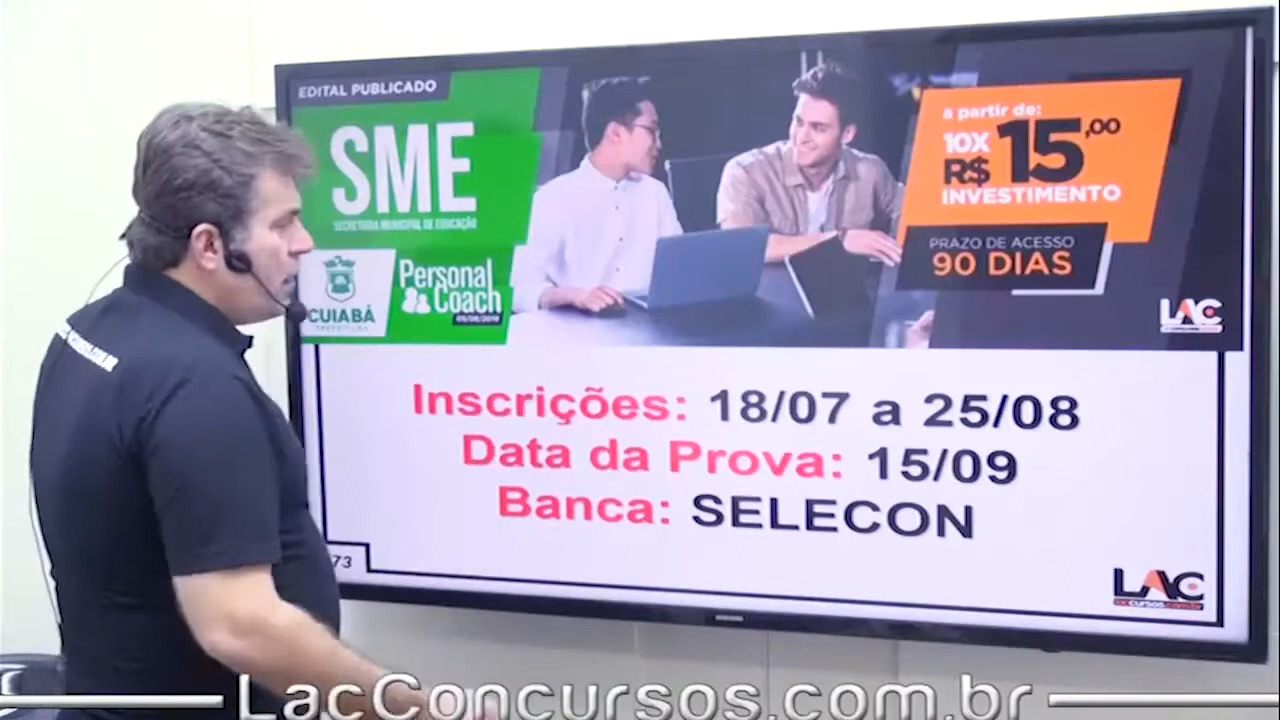 EDITAL PUBLICADO
SME
SECRETARIA MUNICIPAL DE EDUCAÇÃO
CUIABÁ
PREFEITURA
Personal
Coach
a partir de:
10X
R$ 15,00
INVESTIMENTO
PRAZO DE ACESSO
90 DIAS
LAC
Inscrições: 18/07 a 25/08
Data da Prova: 15/09
Banca: SELECON
73
LAC
SAMSUNG
LacConcursos.com.br